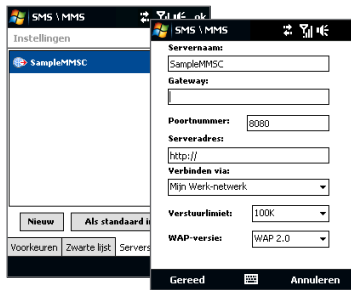 SMS \ MMS
ok
Instellingen
SampleMMSC
Nieuw
Als standaard
Voorkeuren
Zwarte lijst
Servers
SMS \ MMS
Servernaam:
SampleMMSC
Gateway:
Poortnummer:
8080
Serveradres:
http://
Verbinden via:
Mijn Werk-netwerk
Verstuurlimiet:
100K
WAP-versie:
WAP 2.0
Gereed
Annuleren